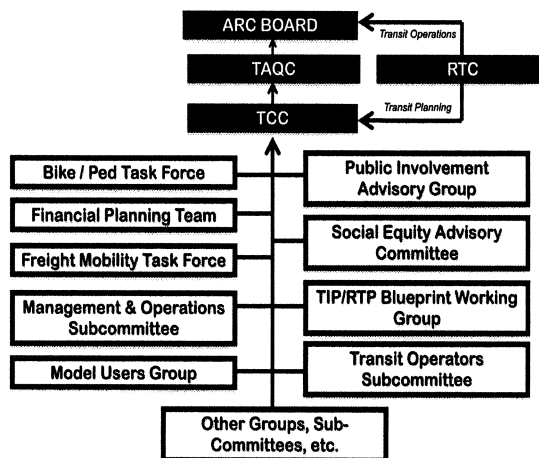 ARC BOARD
Transit Operations
TAQC
RTC
TCC
Transit Planning
Bike / Ped Task Force
Financial Planning Team
Freight Mobility Task Force
Management & Operations
Subcommittee
Model Users Group
Public Involvement
Advisory Group
Social Equity Advisory
Committee
TIP/RTP Blueprint Working
Group
Transit Operators
Subcommittee
Other Groups, Sub-
Committees, etc.